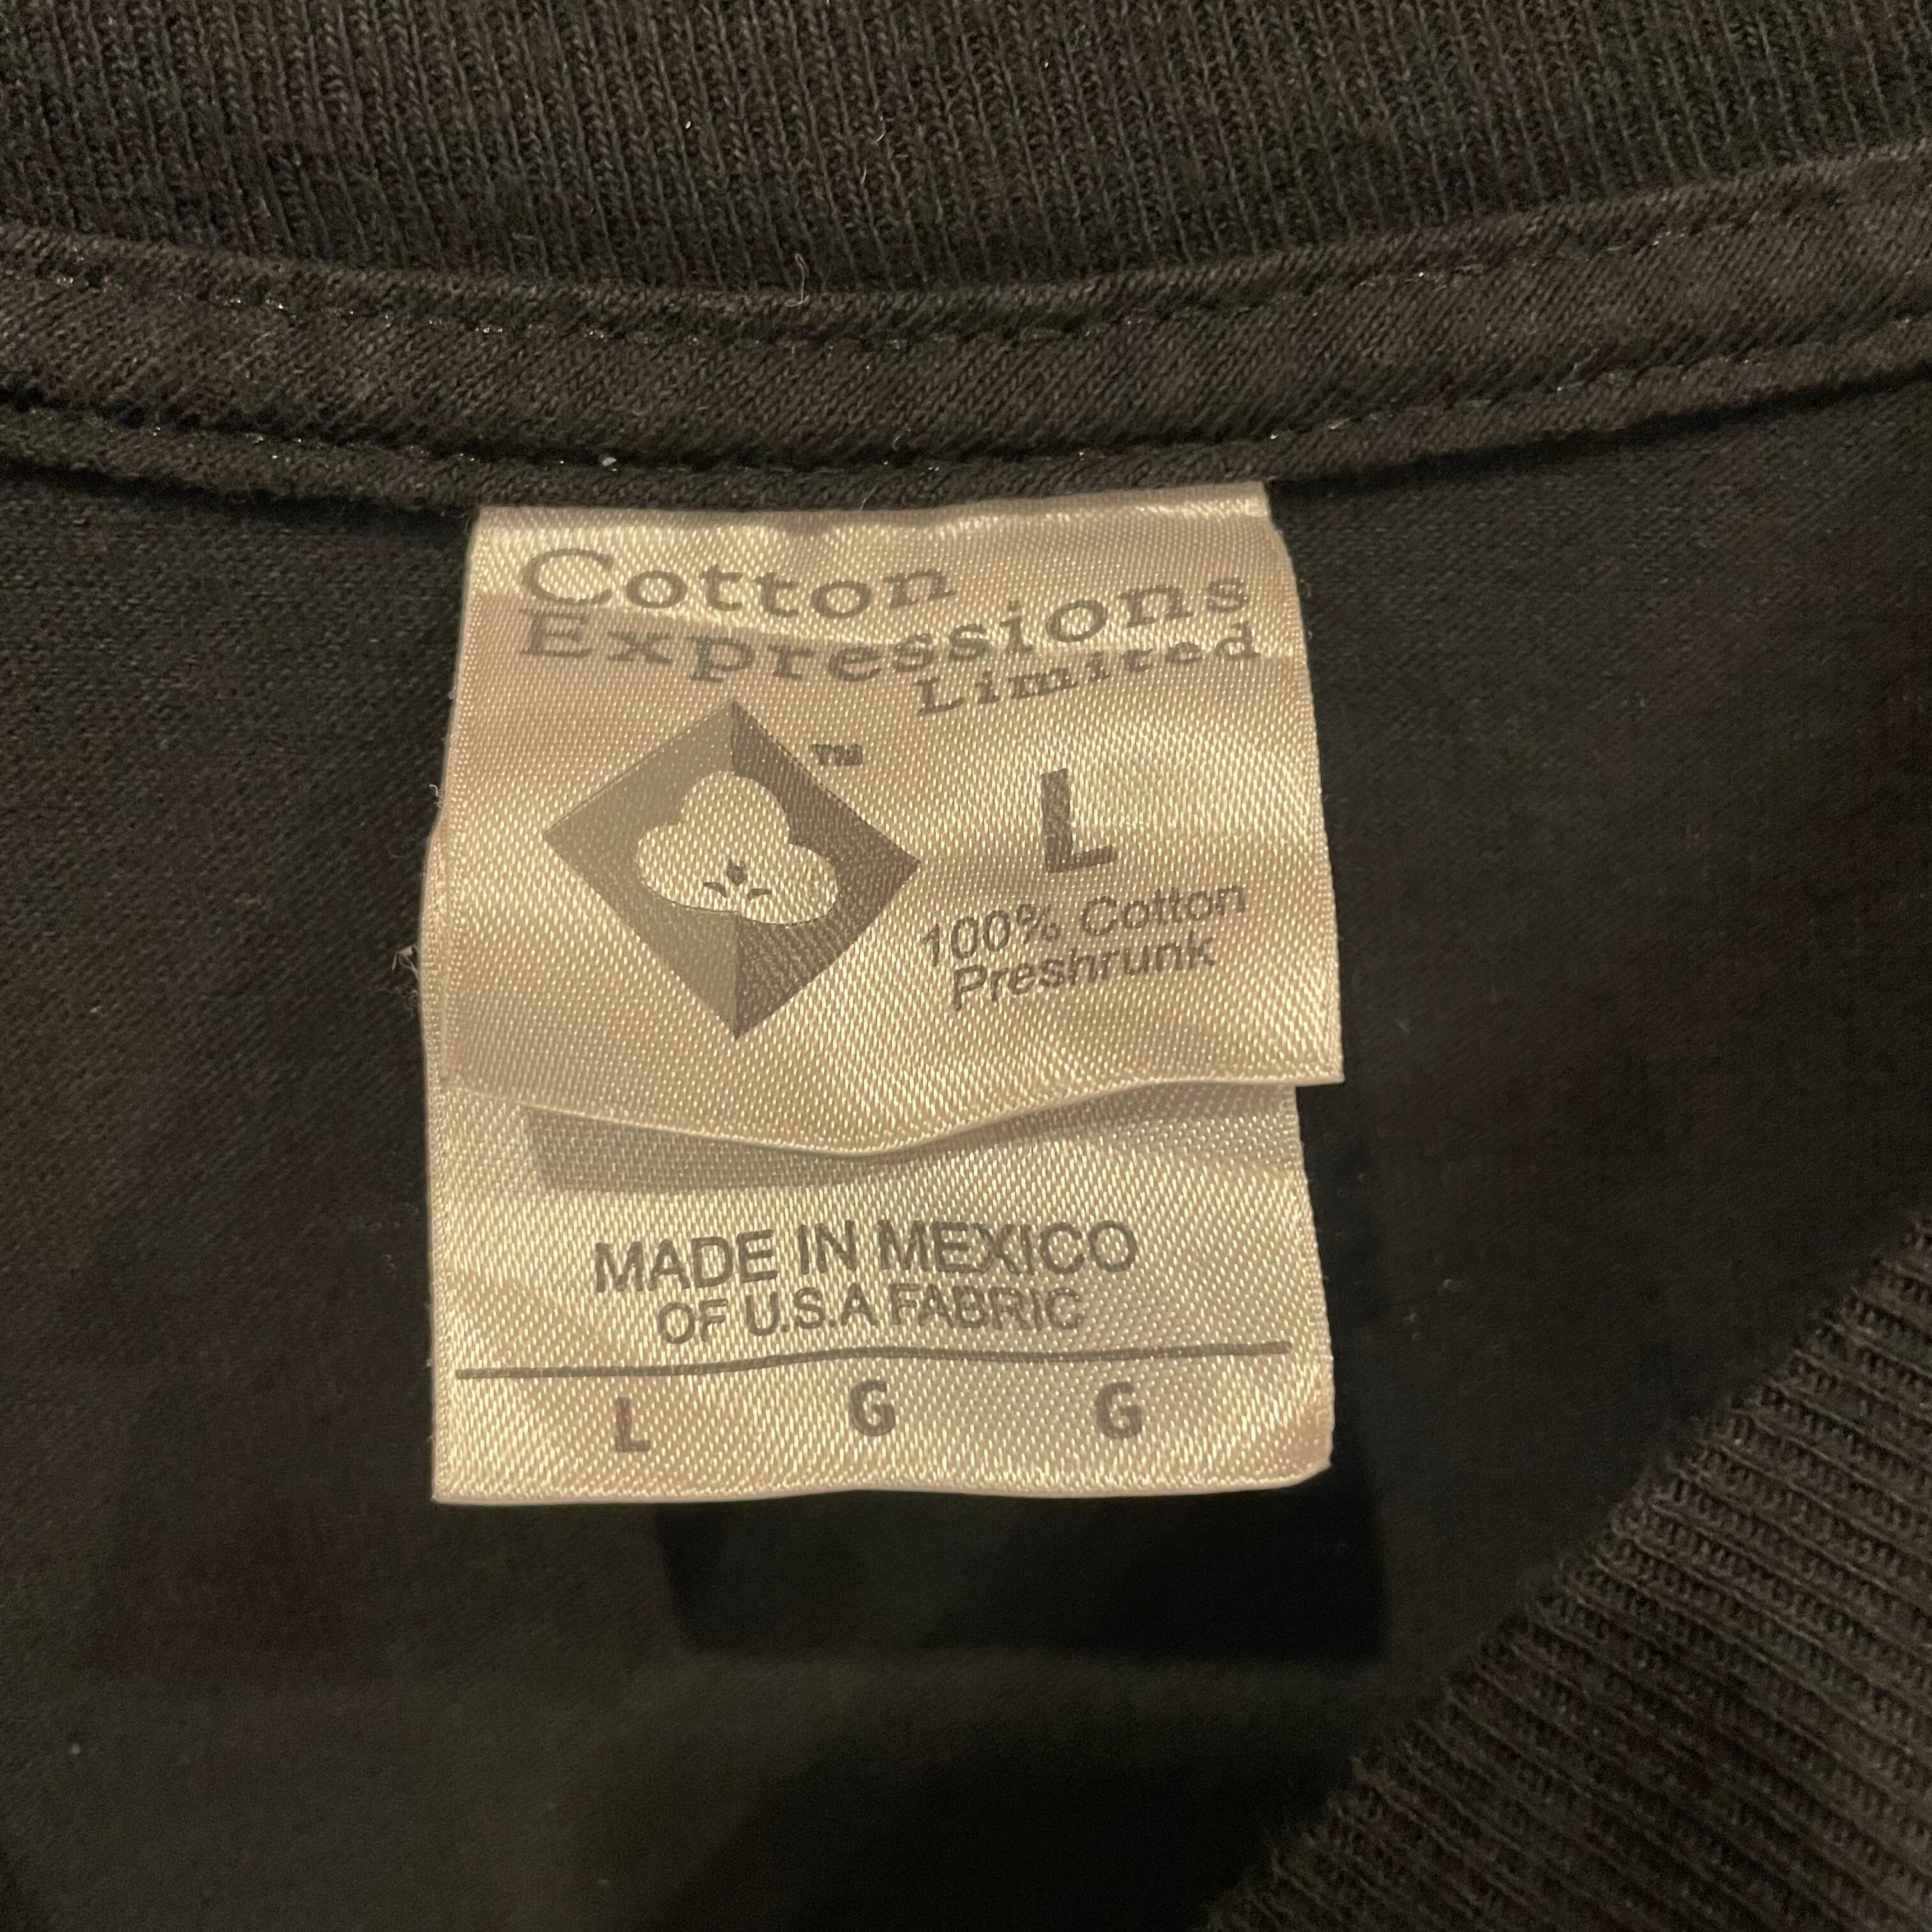 Cotton
Expressions
Limited
TM
L
100% Cotton
Preshrunk
MADE IN MEXICO
OF U.S.A FABRIC
L G G